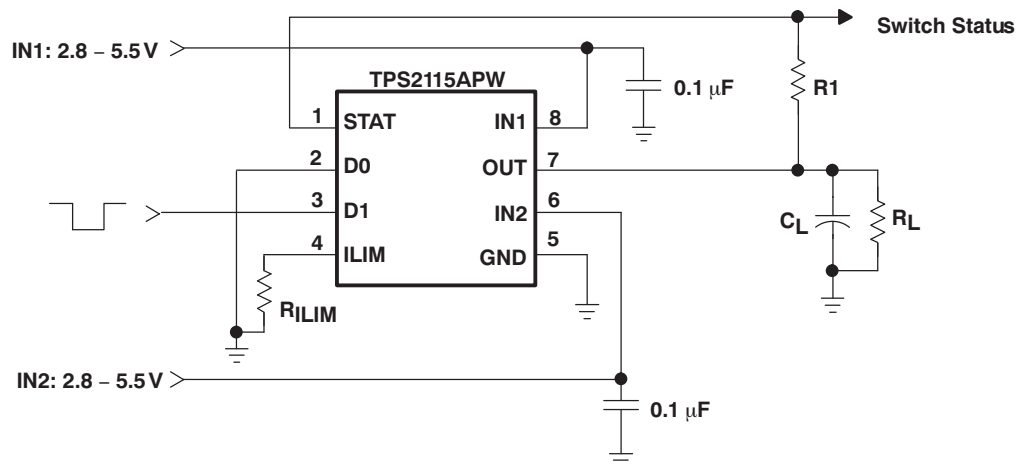 Switch Status
IN1: 2.8 – 5.5 V
TPS2115APW
0.1 μF
R1
1
STAT
IN1
8
2
D0
OUT
7
3
D1
IN2
6
4
ILIM
GND
5
CL
RL
RILIM
IN2: 2.8 – 5.5 V
0.1 μF